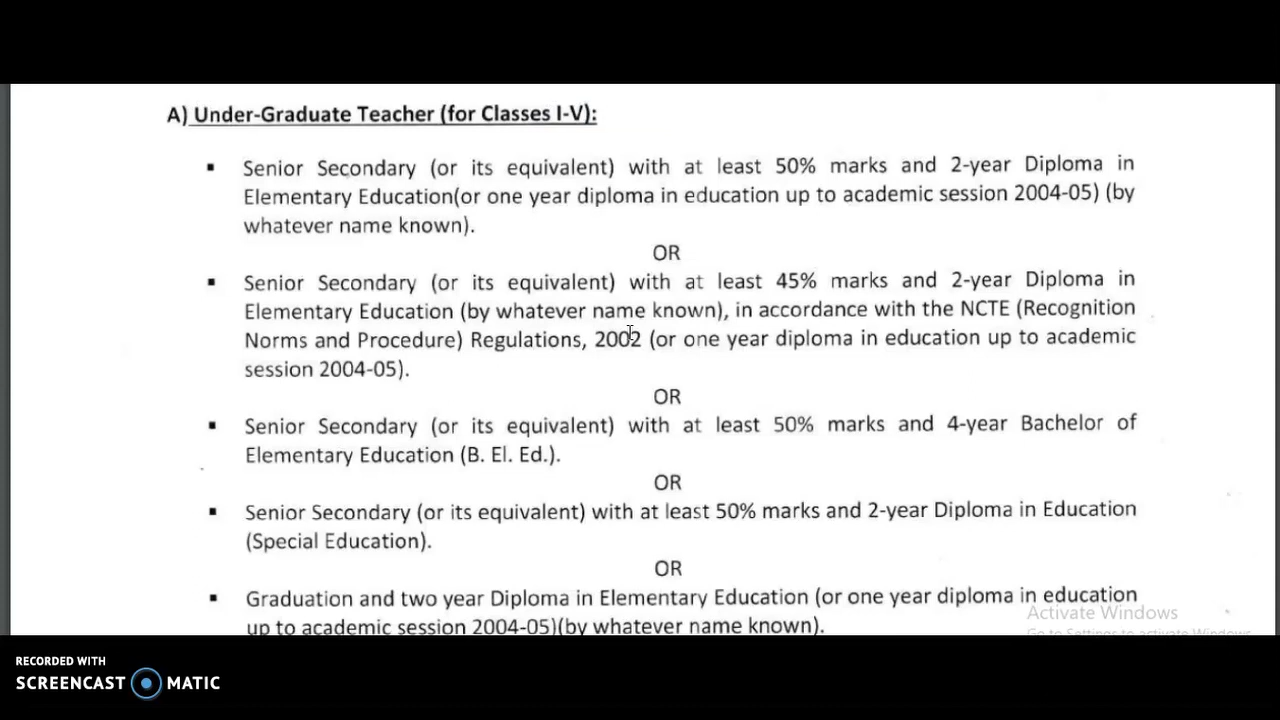 A) Under-Graduate Teacher (for Classes I-V):
▪ Senior Secondary (or its equivalent) with at least 50% marks and 2-year Diploma in
Elementary Education(or one year diploma in education up to academic session 2004-05) (by
whatever name known).
OR
▪ Senior Secondary (or its equivalent) with at least 45% marks and 2-year Diploma in
Elementary Education (by whatever name known), in accordance with the NCTE (Recognition
Norms and Procedure) Regulations, 2002 (or one year diploma in education up to academic
session 2004-05).
OR
▪ Senior Secondary (or its equivalent) with at least 50% marks and 4-year Bachelor of
Elementary Education (B. El. Ed.).
OR
▪ Senior Secondary (or its equivalent) with at least 50% marks and 2-year Diploma in Education
(Special Education).
OR
▪ Graduation and two year Diploma in Elementary Education (or one year diploma in education
up to academic session 2004-05)(by whatever name known).
Activate Windows
Go to Settings to activate Windows.
RECORDED WITH
SCREENCAST MATIC